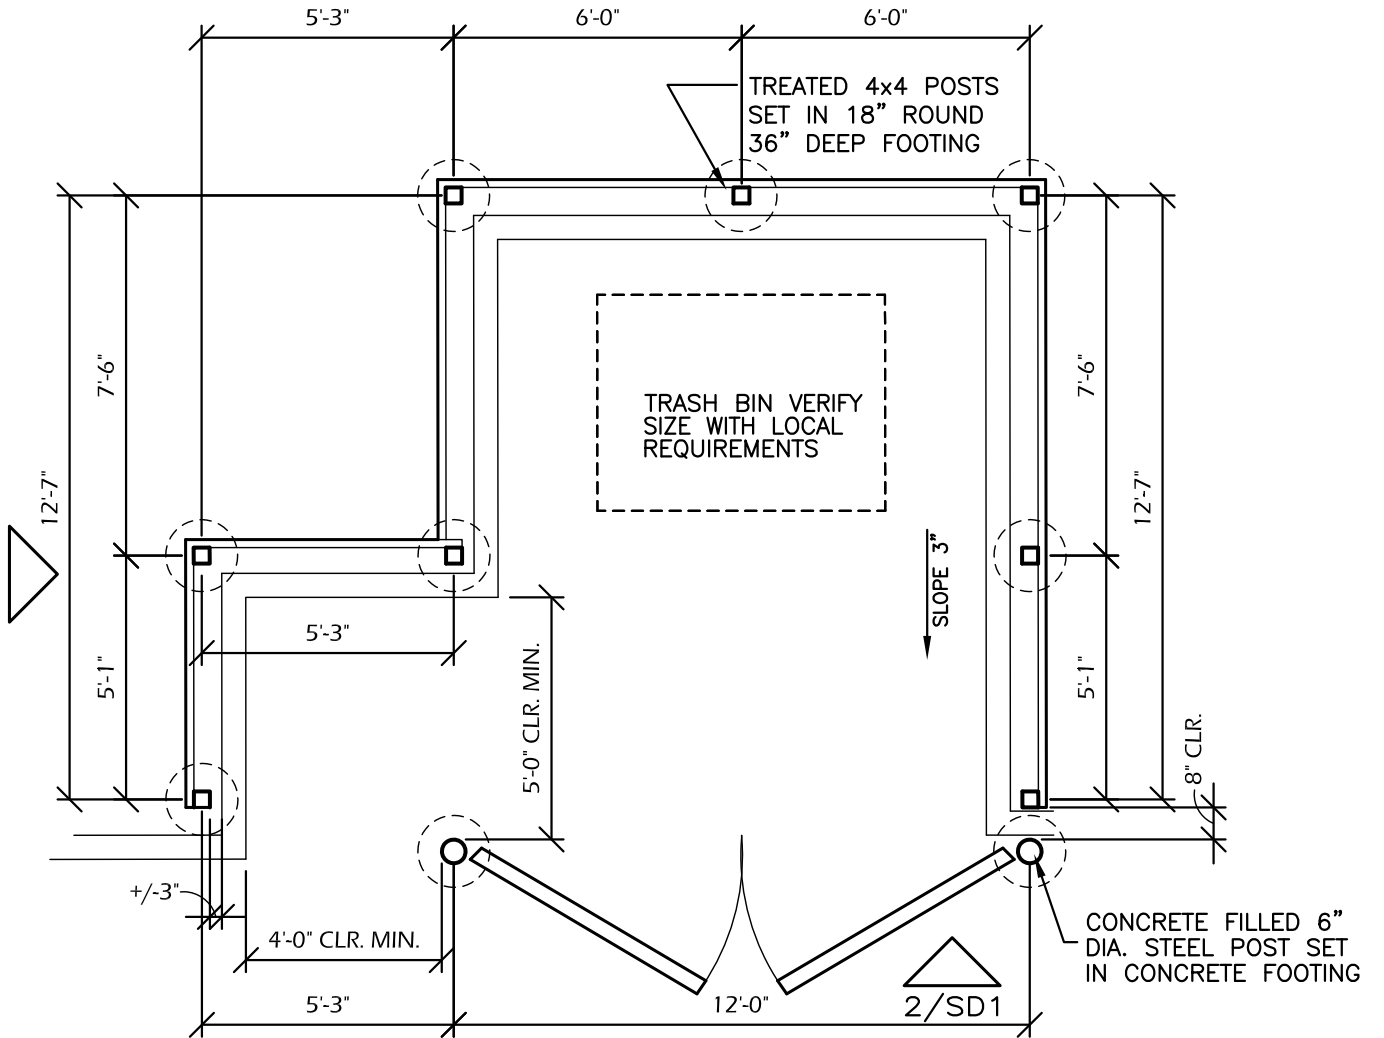 5'-3"
6'-0"
6'-0"
TREATED 4x4 POSTS
SET IN 18" ROUND
36" DEEP FOOTING
7'-6"
12'-7"
5'-1"
TRASH BIN VERIFY
SIZE WITH LOCAL
REQUIREMENTS
7'-6"
12'-7"
5'-1"
SLOPE 3"
5'-3"
5'-0" CLR. MIN.
8" CLR.
+/-3"
4'-0" CLR. MIN.
CONCRETE FILLED 6"
DIA. STEEL POST SET
IN CONCRETE FOOTING
5'-3"
12'-0"
2/SD1